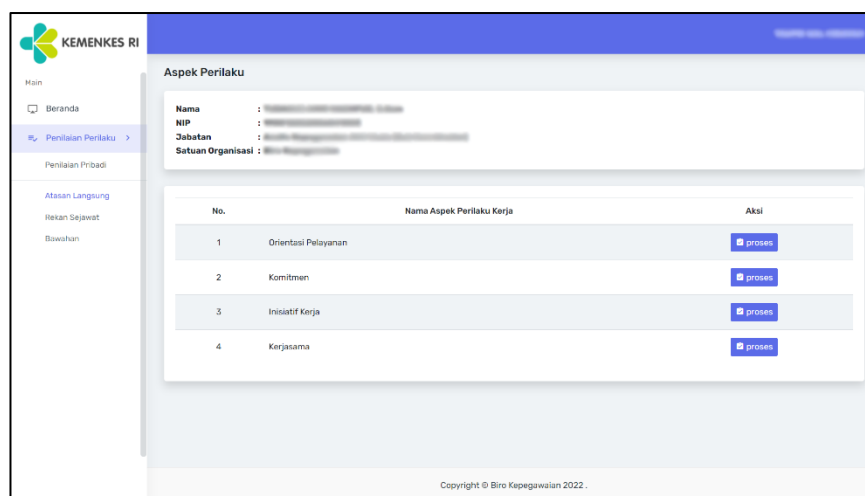 KEMENKES RI
Main
Beranda
Penilaian Perilaku >
Penilaian Pribadi
Atasan Langsung
Rekan Sejawat
Bawahan
Aspek Perilaku
Nama :
NIP :
Jabatan :
Satuan Organisasi :
No. Nama Aspek Perilaku Kerja Aksi
1 Orientasi Pelayanan proses
2 Komitmen proses
3 Inisiatif Kerja proses
4 Kerjasama proses
Copyright © Biro Kepegawaian 2022 .